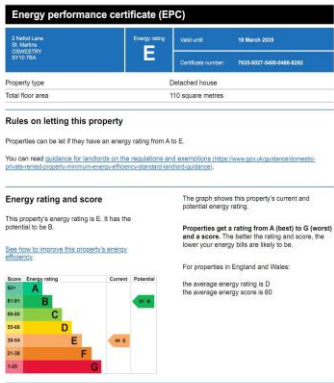 Energy performance certificate (EPC)
2 Nefod Lane
St. Martins
OSWESTRY
SY10 7BA
Energy rating
E
Valid until:
Certificate number:
Property type
Detached house
Total floor area
110 square metres
Rules on letting this property
Properties can be let if they have an energy rating from A to E.
You can read guidance for landlords on the regulations and exemptions (https://www.gov.uk/guidance/domestic-
private-rented-property-minimum-energy-efficiency-standard-landlord-guidance).
Energy rating and score
This property's energy rating is E. It has the
potential to be B.
See how to improve this property's energy
efficiency.
The graph shows this property's current and
potential energy rating.
Properties get a rating from A (best) to G (worst)
and a score. The better the rating and score, the
lower your energy bills are likely to be.
For properties in England and Wales:
the average energy rating is D
the average energy score is 60
Score Energy rating Current Potential
92+ A
81-91 B
69-80 C
55-68 D
39-54 E
21-38 F
1-20 G